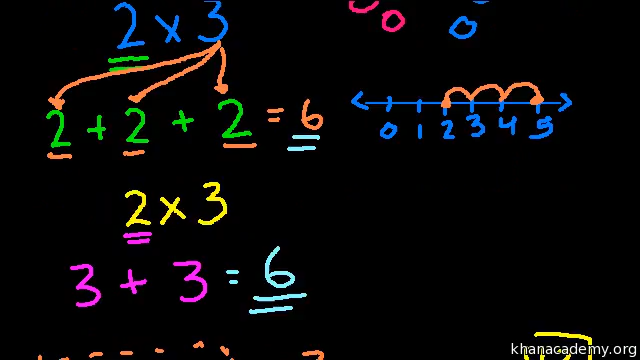 2 x 3
2 + 2 + 2 = 6
0 1 2 3 4 5
2 x 3
3 + 3 = 6
khanacademy.org